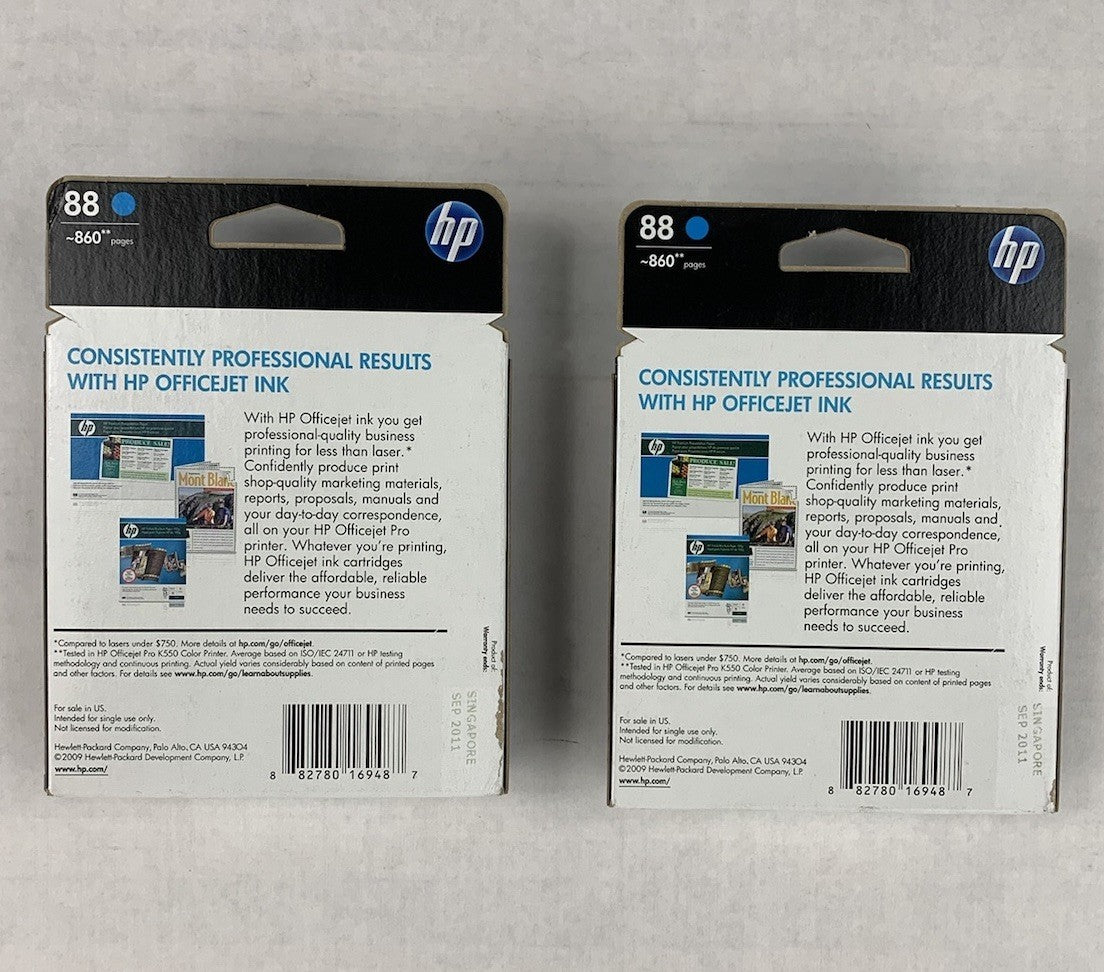 88
~860** pages
hp
CONSISTENTLY PROFESSIONAL RESULTS
WITH HP OFFICEJET INK
hp
PRODUCE SALE!
Mont Blanc
hp
With HP Officejet ink you get
professional-quality business
printing for less than laser.*
Confidently produce print
shop-quality marketing materials,
reports, proposals, manuals and
your day-to-day correspondence,
all on your HP Officejet Pro
printer. Whatever you're printing,
HP Officejet ink cartridges
deliver the affordable, reliable
performance your business
needs to succeed.
*Compared to lasers under $750. More details at hp.com/go/officejet.
**Tested in HP Officejet Pro K550 Color Printer. Average based on ISO/IEC 24711 or HP testing
methodology and continuous printing. Actual yield varies considerably based on content of printed pages
and other factors. For details see www.hp.com/go/learnaboutsupplies.
For sale in US.
Intended for single use only.
Not licensed for modification.
Hewlett-Packard Company, Palo Alto, CA USA 94304
©2009 Hewlett-Packard Development Company, L.P.
www.hp.com/
8 82780 16948 7
Product of:
Warranty ends:
SINGAPORE
SEP 2011
88
~860** pages
hp
CONSISTENTLY PROFESSIONAL RESULTS
WITH HP OFFICEJET INK
hp
PRODUCE SALE!
Mont Blanc
hp
With HP Officejet ink you get
professional-quality business
printing for less than laser.*
Confidently produce print
shop-quality marketing materials,
reports, proposals, manuals and
your day-to-day correspondence,
all on your HP Officejet Pro
printer. Whatever you're printing,
HP Officejet ink cartridges
deliver the affordable, reliable
performance your business
needs to succeed.
*Compared to lasers under $750. More details at hp.com/go/officejet.
**Tested in HP Officejet Pro K550 Color Printer. Average based on ISO/IEC 24711 or HP testing
methodology and continuous printing. Actual yield varies considerably based on content of printed pages
and other factors. For details see www.hp.com/go/learnaboutsupplies.
For sale in US.
Intended for single use only.
Not licensed for modification.
Hewlett-Packard Company, Palo Alto, CA USA 94304
©2009 Hewlett-Packard Development Company, L.P.
www.hp.com/
8 82780 16948 7
Product of:
Warranty ends:
SINGAPORE
SEP 2011